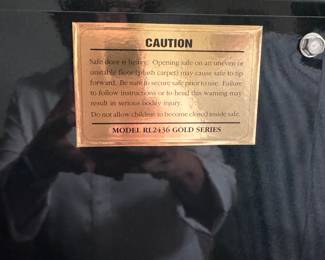 CAUTION
Safe door is heavy. Opening safe on an uneven or
unstable floor (plush carpet) may cause safe to tip
forward. Be sure to secure safe prior to use. Failure
to follow instructions or to heed this warning may
result in serious bodily injury.
Do not allow children to become closed inside safe.
MODEL RL2436 GOLD SERIES